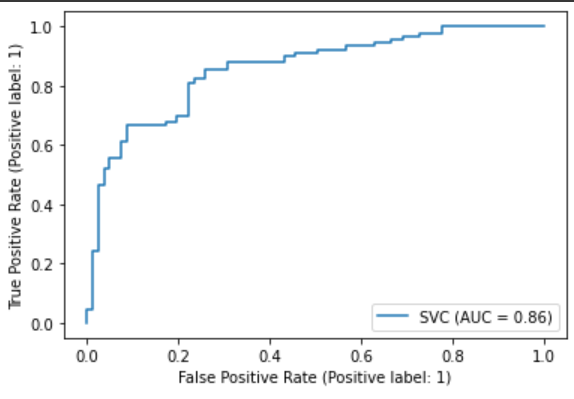 1.0
0.8
0.6
0.4
0.2
0.0
True Positive Rate (Positive label: 1)
SVC (AUC = 0.86)
0.0 0.2 0.4 0.6 0.8 1.0
False Positive Rate (Positive label: 1)